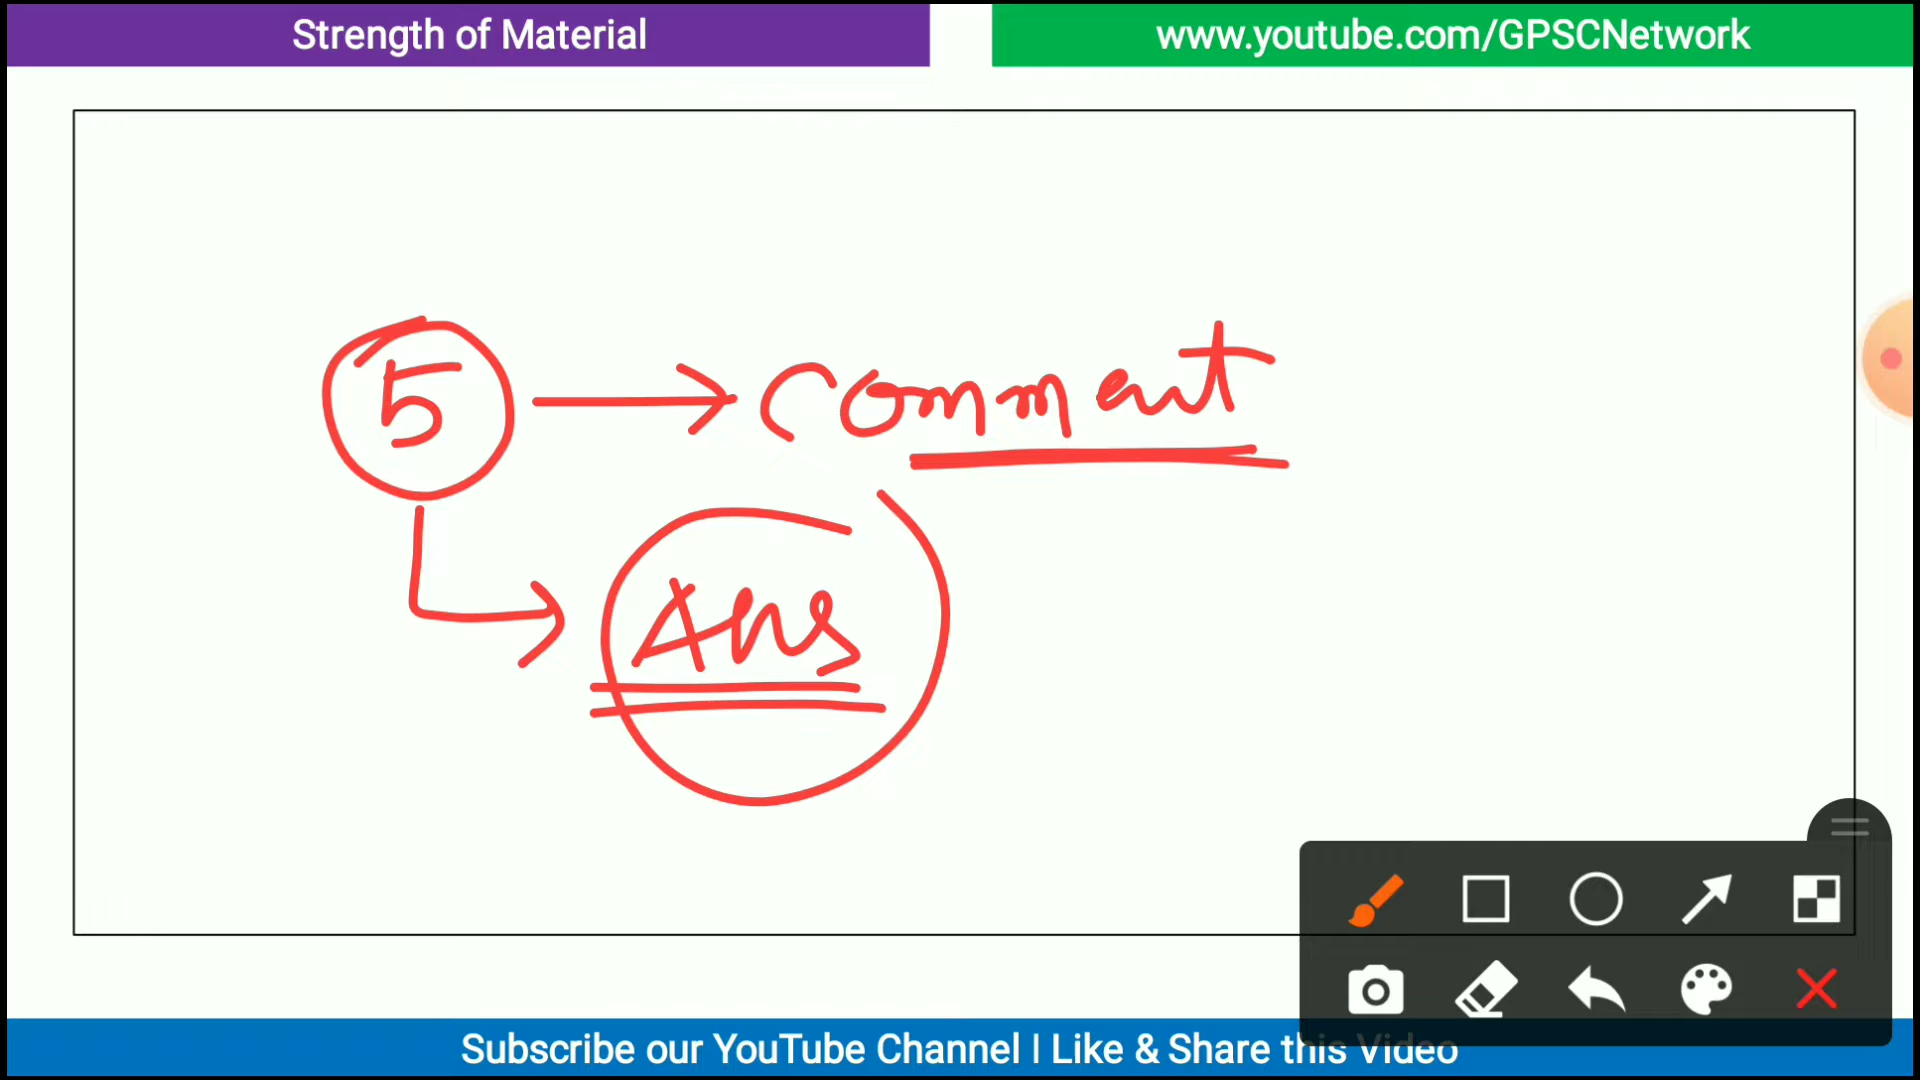 Strength of Material
www.youtube.com/GPSCNetwork
5 → comment
Ans
Subscribe our YouTube Channel | Like & Share this Video